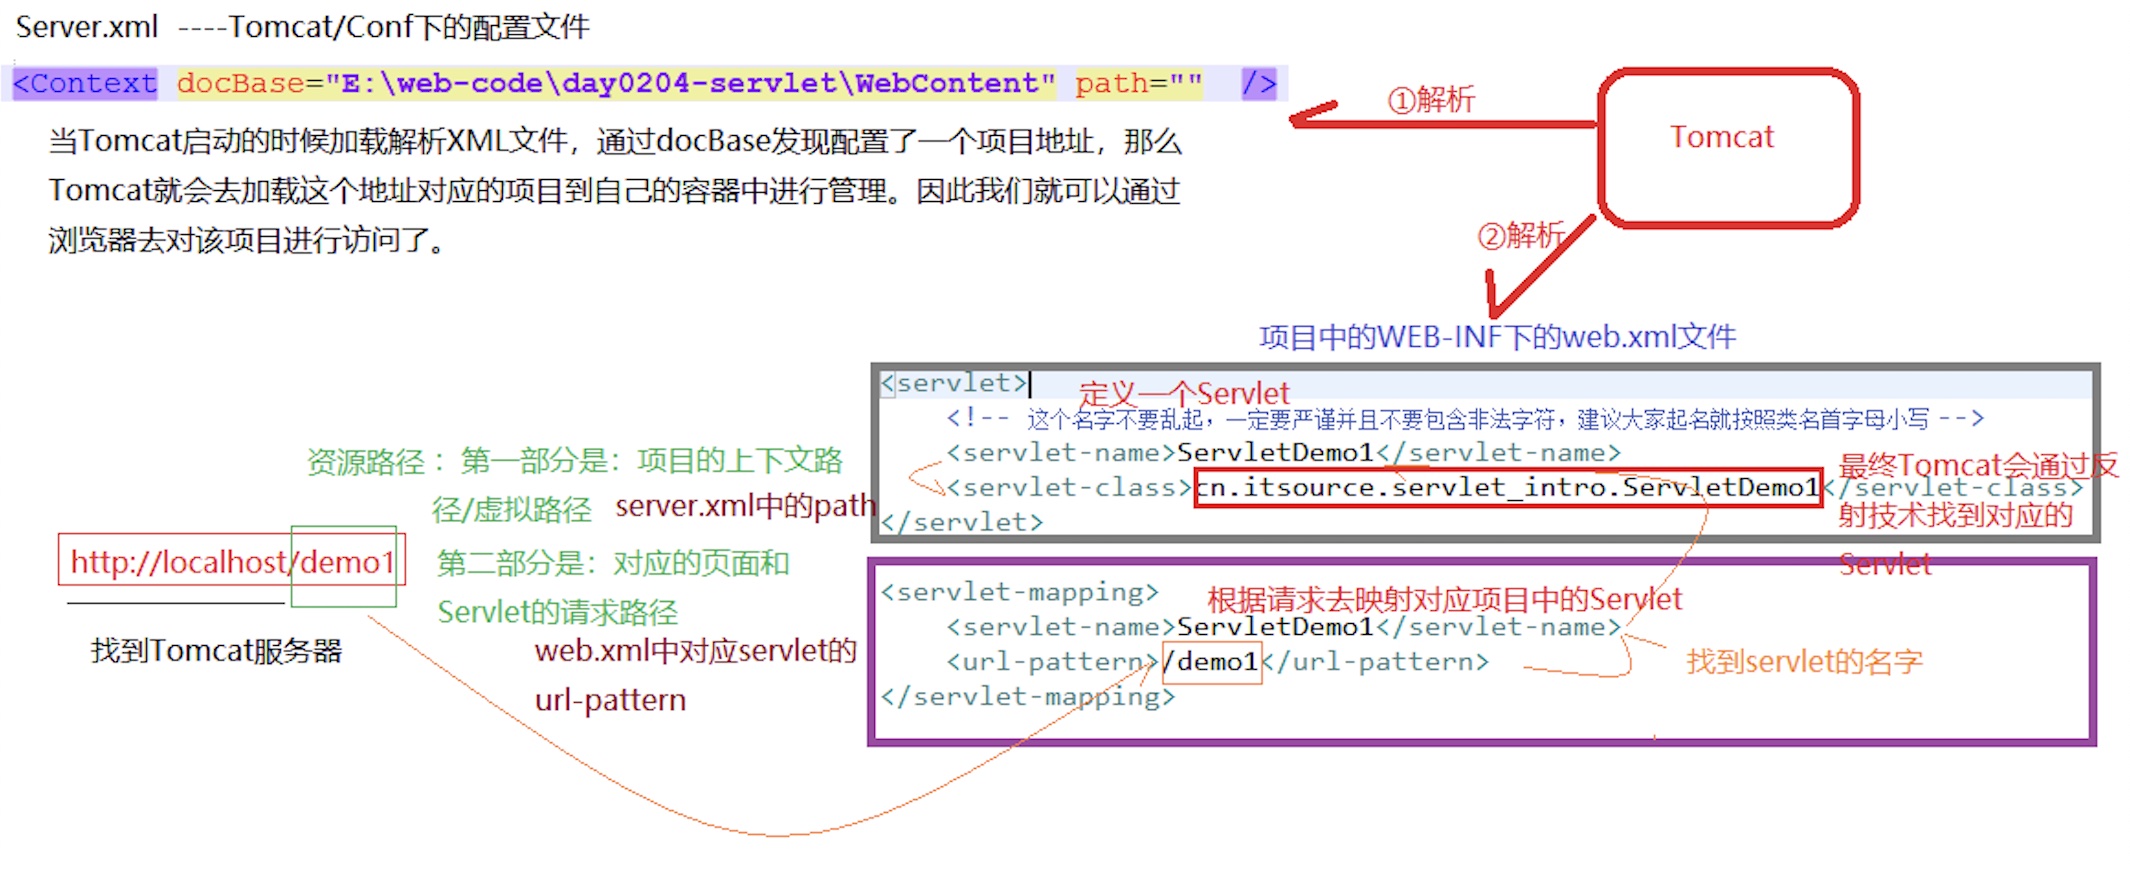 Server.xml ----Tomcat/Conf下的配置文件
<Context docBase="E:\web-code\day0204-servlet\WebContent" path="" />
当Tomcat启动的时候加载解析XML文件，通过docBase发现配置了一个项目地址，那么
Tomcat就会去加载这个地址对应的项目到自己的容器中进行管理。因此我们就可以通过
浏览器去对该项目进行访问了。
①解析
Tomcat
②解析
项目中的WEB-INF下的web.xml文件
<servlet>
定义一个Servlet
<!-- 这个名字不要乱起，一定要严谨并且不要包含非法字符，建议大家起名就按照类名首字母小写 -->
<servlet-name>ServletDemo1</servlet-name>
<servlet-class>cn.itsource.servlet_intro.ServletDemo1</servlet-class>
</servlet>
最终Tomcat会通过反
射技术找到对应的
Servlet
资源路径： 第一部分是：项目的上下文路
径/虚拟路径 server.xml中的path
http://localhost/demo1
第二部分是：对应的页面和
Servlet的请求路径
找到Tomcat服务器
web.xml中对应servlet的
url-pattern
<servlet-mapping>
根据请求去映射对应项目中的Servlet
<servlet-name>ServletDemo1</servlet-name>
<url-pattern>/demo1</url-pattern>
找到servlet的名字
</servlet-mapping>